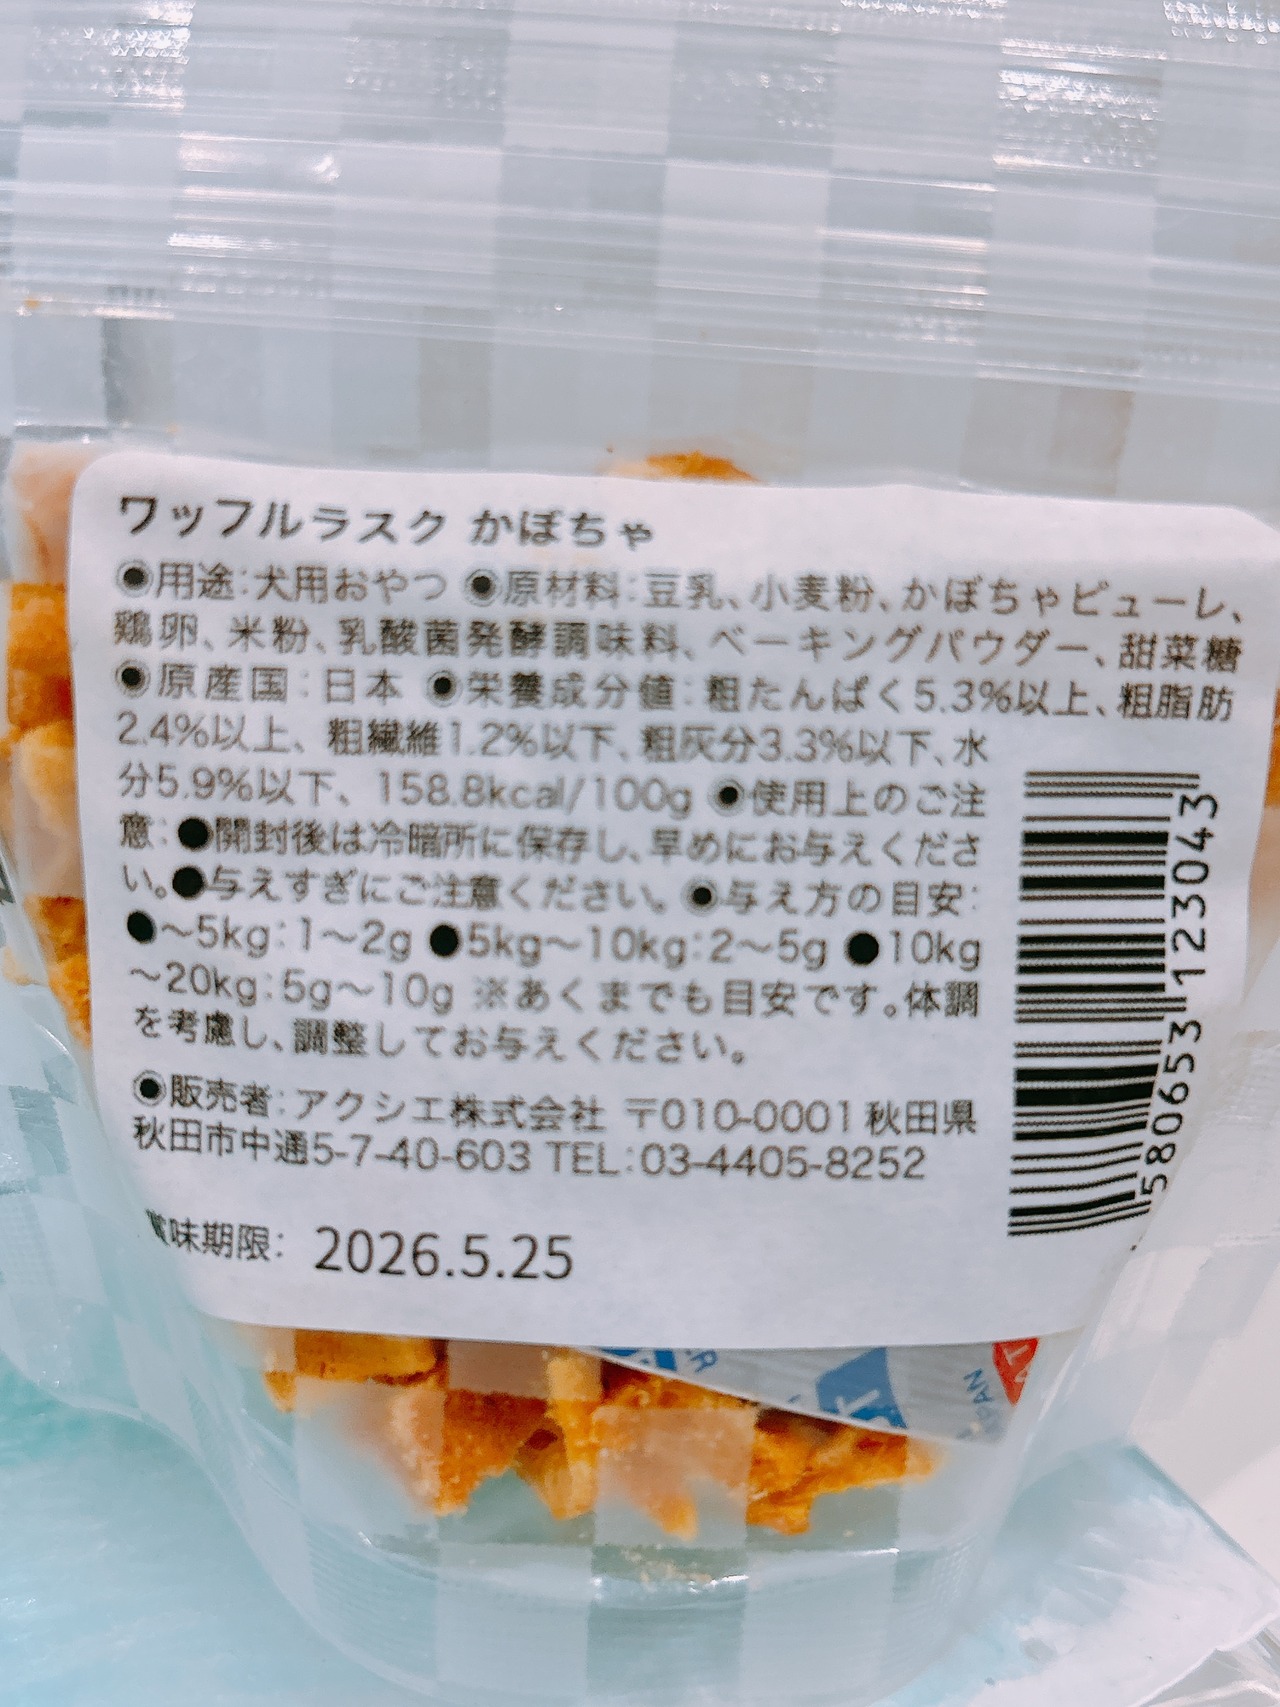 ワッフルラスク かぼちゃ
◉用途:犬用おやつ ◉原材料:豆乳、小麦粉、かぼちゃピューレ、
鶏卵、米粉、乳酸菌発酵調味料、ベーキングパウダー、甜菜糖
◉原産国:日本 ◉栄養成分値:粗たんぱく5.3%以上、粗脂肪
2.4%以上、粗繊維1.2%以下、粗灰分3.3%以下、水
分5.9%以下、158.8kcal/100g ◉使用上のご注
意:●開封後は冷暗所に保存し、早めにお与えくださ
い。●与えすぎにご注意ください。◉与え方の目安:
●〜5kg:1〜2g ●5kg〜10kg:2〜5g ●10kg
〜20kg:5g〜10g ※あくまでも目安です。体調
を考慮し、調整してお与えください。
◉販売者:アクシエ株式会社 〒010-0001秋田県
秋田市中通5-7-40-603 TEL:03-4405-8252
賞味期限: 2026.5.25
580653 123043